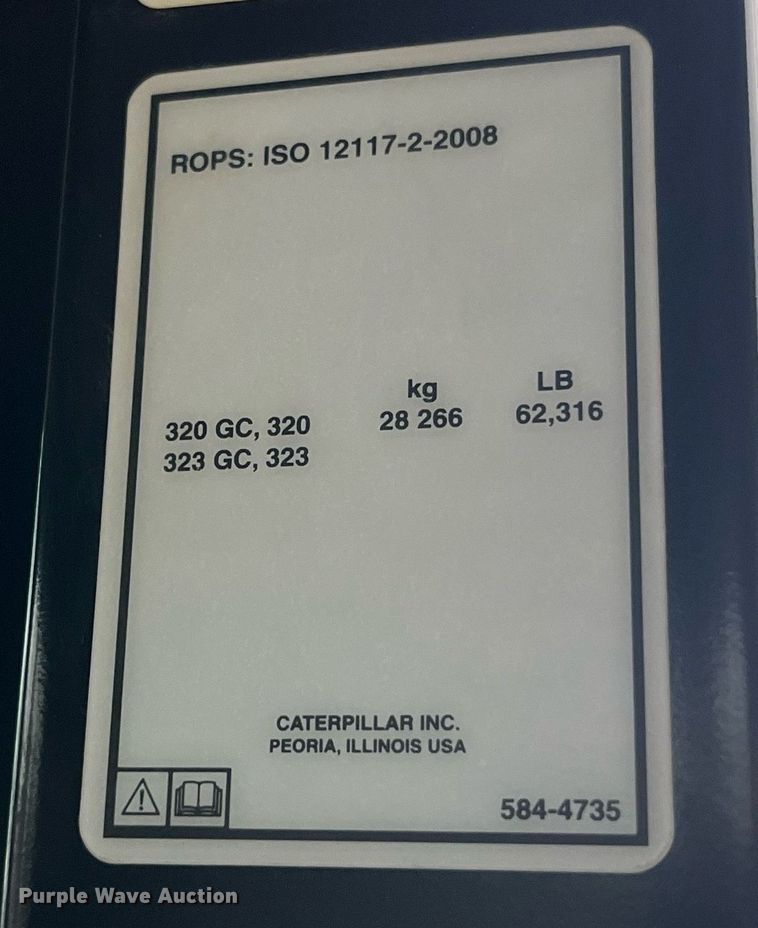 ROPS: ISO 12117-2-2008
kg LB
320 GC, 320 28 266 62,316
323 GC, 323
CATERPILLAR INC.
PEORIA, ILLINOIS USA
584-4735
Purple Wave Auction